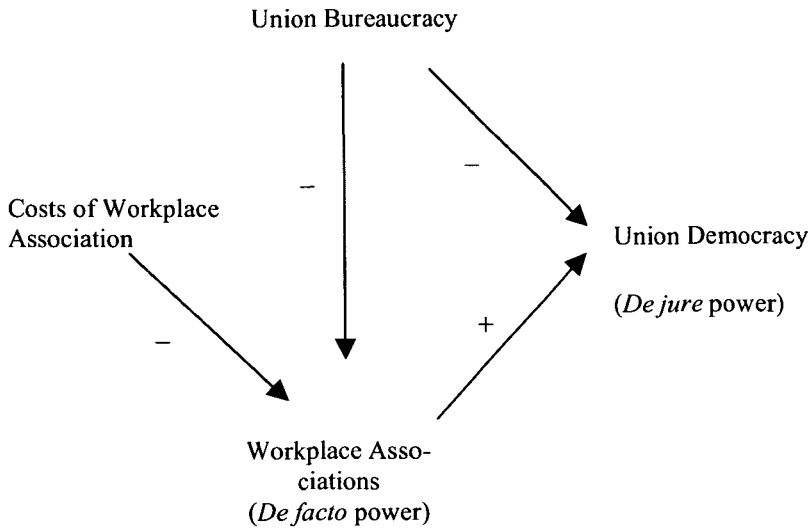 Union Bureaucracy
–
–
Costs of Workplace
Association
Union Democracy
(De jure power)
–
+
Workplace Asso-
ciations
(De facto power)